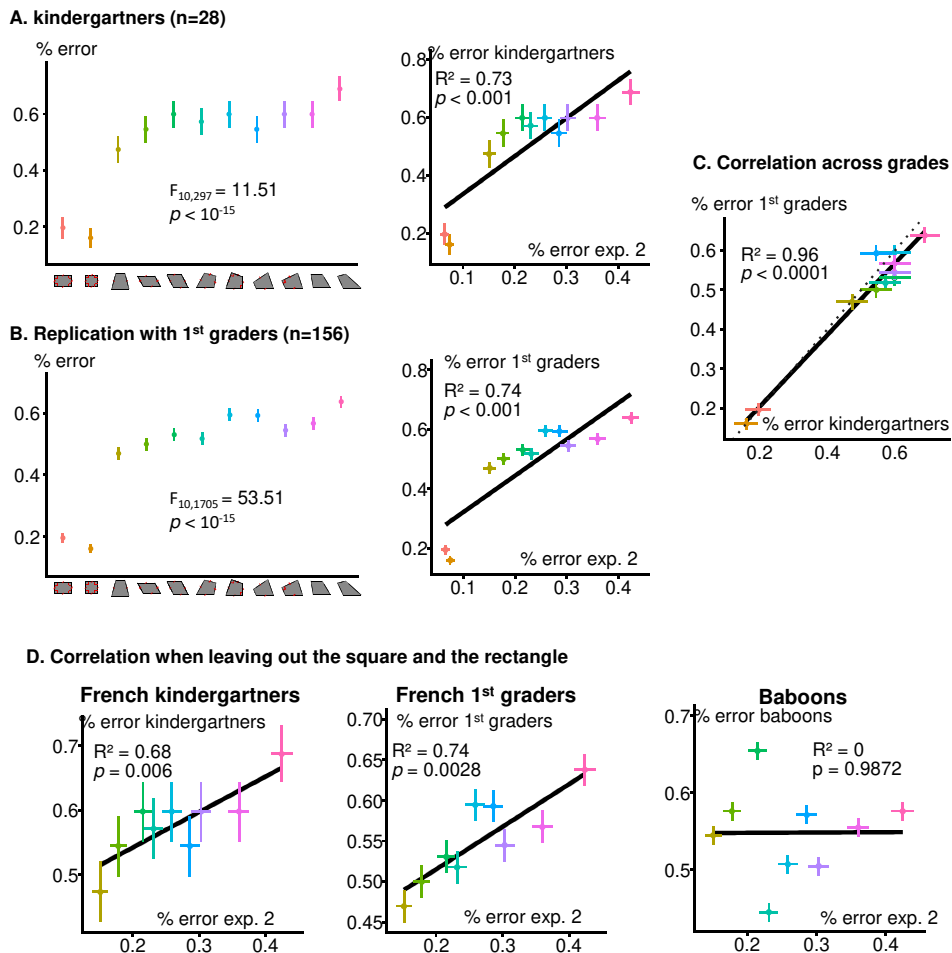 A. kindergartners (n=28)
% error
0.6
0.4
0.2
F10,297 = 11.51
p < 10-15
% error kindergartners
0.8
R² = 0.73
p < 0.001
0.6
0.4
0.2
% error exp. 2
0.1 0.2 0.3 0.4
C. Correlation across grades
% error 1st graders
0.6
R² = 0.96
p < 0.0001
0.5
0.4
0.3
0.2
% error kindergartners
0.2 0.4 0.6
B. Replication with 1st graders (n=156)
% error
0.6
0.4
0.2
F10,1705 = 53.51
p < 10-15
0.8
% error 1st graders
R² = 0.74
p < 0.001
0.6
0.4
0.2
% error exp. 2
0.1 0.2 0.3 0.4
D. Correlation when leaving out the square and the rectangle
French kindergartners
% error kindergartners
R² = 0.68
p = 0.006
0.7
0.6
0.5
% error exp. 2
0.2 0.3 0.4
French 1st graders
% error 1st graders
R² = 0.74
p = 0.0028
0.70
0.65
0.60
0.55
0.50
0.45
% error exp. 2
0.2 0.3 0.4
Baboons
% error baboons
R² = 0
p = 0.9872
0.7
0.6
0.5
% error exp. 2
0.2 0.3 0.4